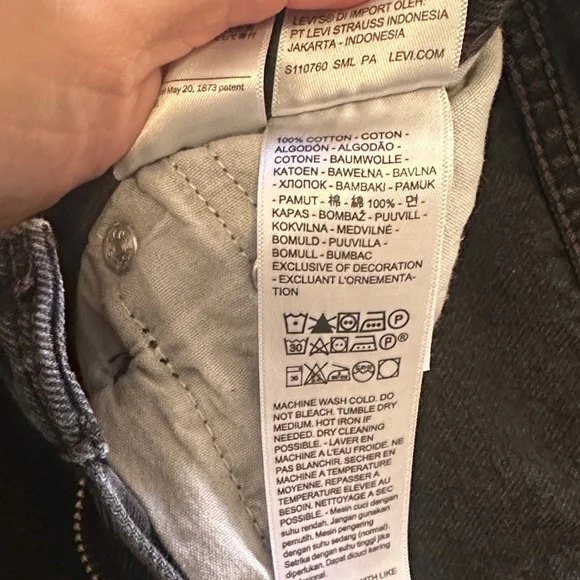 May 20, 1873 patent
LEVI'S® DI IMPORT OLEH:
PT LEVI STRAUSS INDONESIA
JAKARTA - INDONESIA
S110760 SML PA LEVI.COM
100% COTTON - COTON -
ALGODÓN - ALGODÃO -
COTONE - BAUMWOLLE -
KATOEN - BAWEŁNA - BAVLNA
- ХЛОПОК - BAMBAKI - PAMUK
- PAMUT - 棉 - 綿 100% - 면 -
KAPAS - BOMBAŽ - PUUVILL -
KOKVILNA - MEDVILNĖ -
BOMULD - PUUVILLA -
BOMULL - BUMBAC
EXCLUSIVE OF DECORATION
- EXCLUANT L'ORNEMENTA-
TION
P
30 P
30
MACHINE WASH COLD. DO
NOT BLEACH. TUMBLE DRY
MEDIUM. HOT IRON IF
NEEDED. DRY CLEANING
POSSIBLE. - LAVER EN
MACHINE A L'EAU FROIDE. NE
PAS BLANCHIR. SECHER EN
MACHINE A TEMPERATURE
MOYENNE. REPASSER A
TEMPERATURE ELEVEE AU
BESOIN. NETTOYAGE A SEC
POSSIBLE. - Mesin cuci dengan
suhu rendah. Jangan gunakan
pemutih. Mesin pengering
dengan suhu sedang (normal).
Setrika dengan suhu tinggi jika
diperlukan. Dapat dicuci kering
WITH LIKE